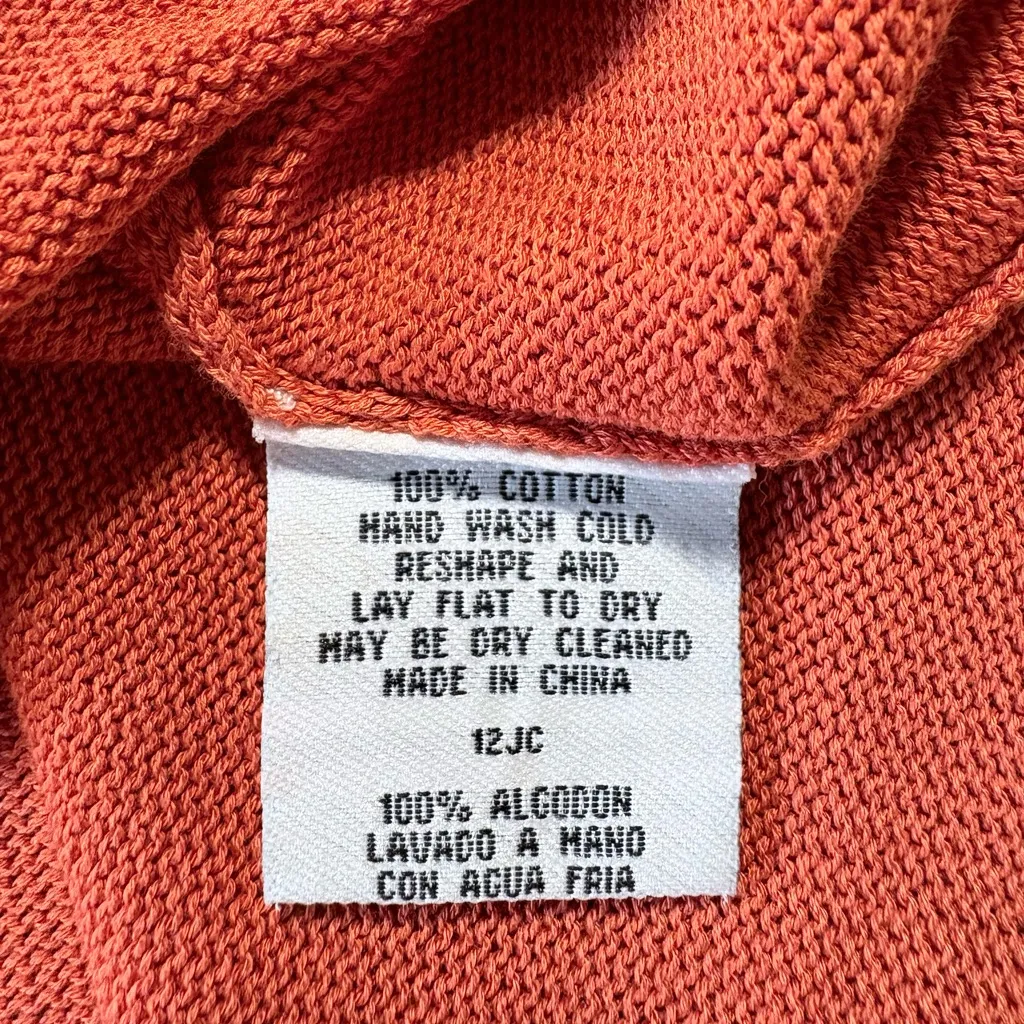 100% COTTON
HAND WASH COLD
RESHAPE AND
LAY FLAT TO DRY
MAY BE DRY CLEANED
MADE IN CHINA
12JC
100% ALGODON
LAVADO A MANO
CON AGUA FRIA